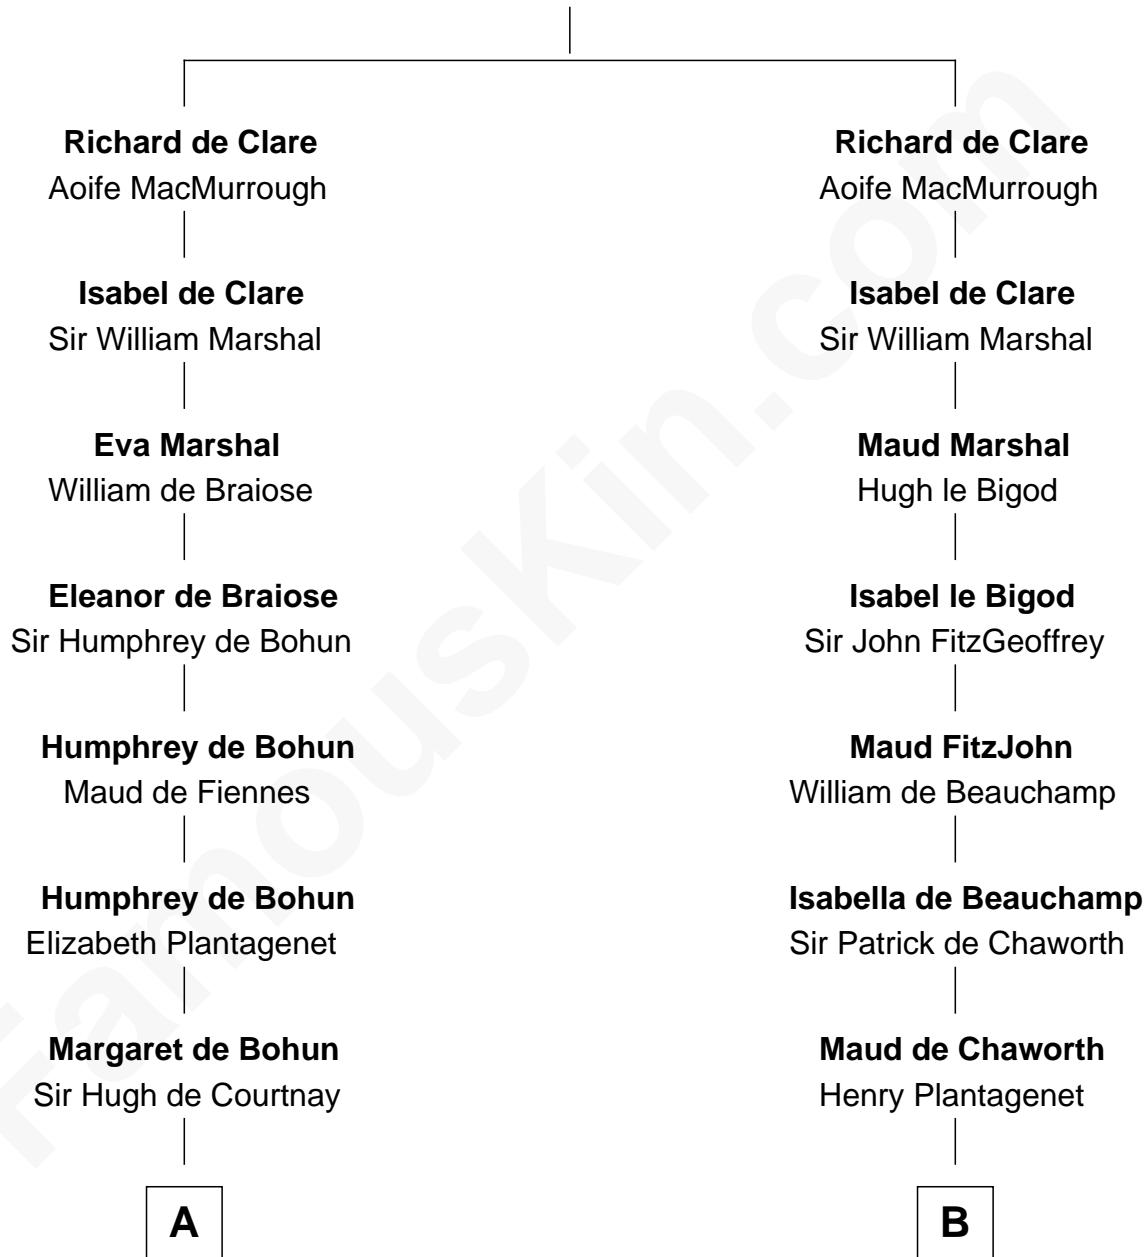 Richard de Clare
Aoife MacMurrough
Isabel de Clare
Sir William Marshal
Eva Marshal
William de Braiose
Eleanor de Braiose
Sir Humphrey de Bohun
Humphrey de Bohun
Maud de Fiennes
Humphrey de Bohun
Elizabeth Plantagenet
Margaret de Bohun
Sir Hugh de Courtnay
A
Richard de Clare
Aoife MacMurrough
Isabel de Clare
Sir William Marshal
Maud Marshal
Hugh le Bigod
Isabel le Bigod
Sir John FitzGeoffrey
Maud FitzJohn
William de Beauchamp
Isabella de Beauchamp
Sir Patrick de Chaworth
Maud de Chaworth
Henry Plantagenet
B
FamousKin.com